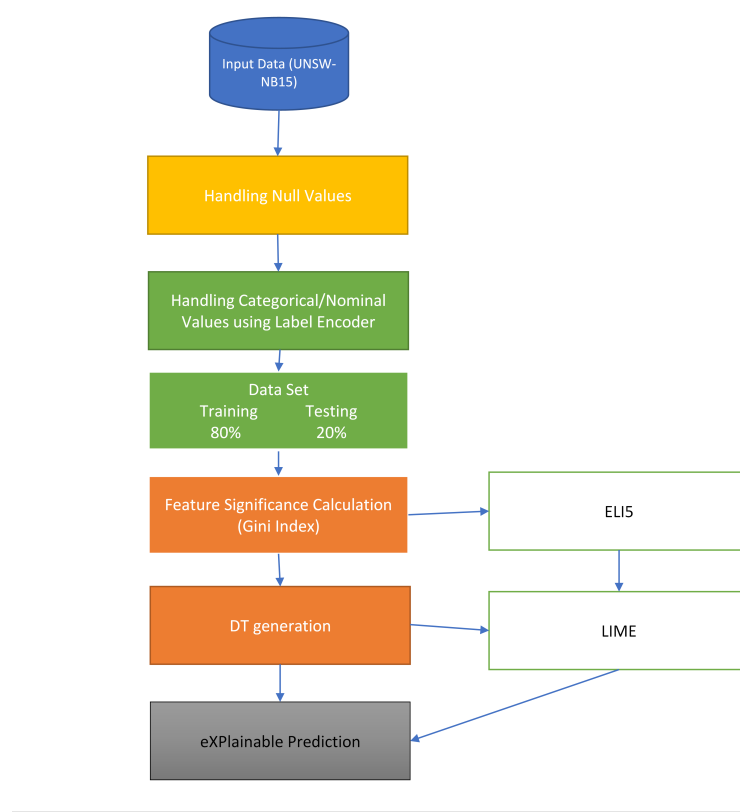 Input Data (UNSW-
NB15)
Handling Null Values
Handling Categorical/Nominal
Values using Label Encoder
Data Set
Training Testing
80% 20%
Feature Significance Calculation
(Gini Index)
ELI5
DT generation
LIME
eXPlainable Prediction